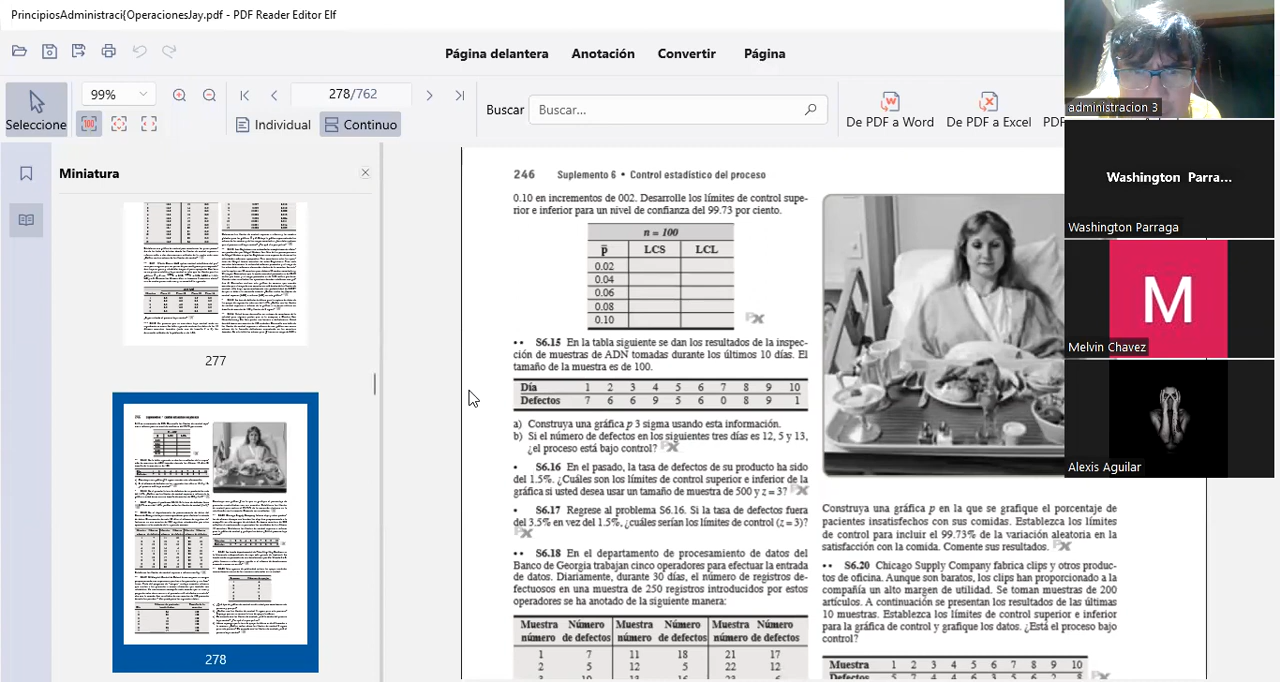 PrincipiosAdministraci{OperacionesJay.pdf - PDF Reader Editor Elf
Página delantera Anotación Convertir Página
Seleccione
99%
278/762
Individual Continuo
Buscar Buscar...
De PDF a Word De PDF a Excel PDF
Miniatura
277
278
246 Suplemento 6 • Control estadístico del proceso
0.10 en incrementos de 002. Desarrolle los límites de control supe-
rior e inferior para un nivel de confianza del 99.73 por ciento.
n = 100
p̅ LCS LCL
0.02
0.04
0.06
0.08
0.10
PX
•• S6.15 En la tabla siguiente se dan los resultados de la inspec-
ción de muestras de ADN tomadas durante los últimos 10 días. El
tamaño de la muestra es de 100.
Día 1 2 3 4 5 6 7 8 9 10
Defectos 7 6 6 9 5 6 0 8 9 1
a) Construya una gráfica p 3 sigma usando esta información.
b) Si el número de defectos en los siguientes tres días es 12, 5 y 13,
¿el proceso está bajo control? PX
• S6.16 En el pasado, la tasa de defectos de su producto ha sido
del 1.5%. ¿Cuáles son los límites de control superior e inferior de la
gráfica si usted desea usar un tamaño de muestra de 500 y z = 3? PX
• S6.17 Regrese al problema S6.16. Si la tasa de defectos fuera
del 3.5% en vez del 1.5%, ¿cuáles serían los límites de control (z = 3)?
PX
•• S6.18 En el departamento de procesamiento de datos del
Banco de Georgia trabajan cinco operadores para efectuar la entrada
de datos. Diariamente, durante 30 días, el número de registros de-
fectuosos en una muestra de 250 registros introducidos por estos
operadores se ha anotado de la siguiente manera:
Muestra Número Muestra Número Muestra Número
número de defectos número de defectos número de defectos
1 7 11 18 21 17
2 5 12 5 22 12
Construya una gráfica p en la que se grafique el porcentaje de
pacientes insatisfechos con sus comidas. Establezca los límites
de control para incluir el 99.73% de la variación aleatoria en la
satisfacción con la comida. Comente sus resultados. PX
•• S6.20 Chicago Supply Company fabrica clips y otros produc-
tos de oficina. Aunque son baratos, los clips han proporcionado a la
compañía un alto margen de utilidad. Se toman muestras de 200
artículos. A continuación se presentan los resultados de las últimas
10 muestras. Establezca los límites de control superior e inferior
para la gráfica de control y grafique los datos. ¿Está el proceso bajo
control?
Muestra 1 2 3 4 5 6 7 8 9 10
administracion 3
Washington Parra...
Washington Parraga
M
Melvin Chavez
Alexis Aguilar